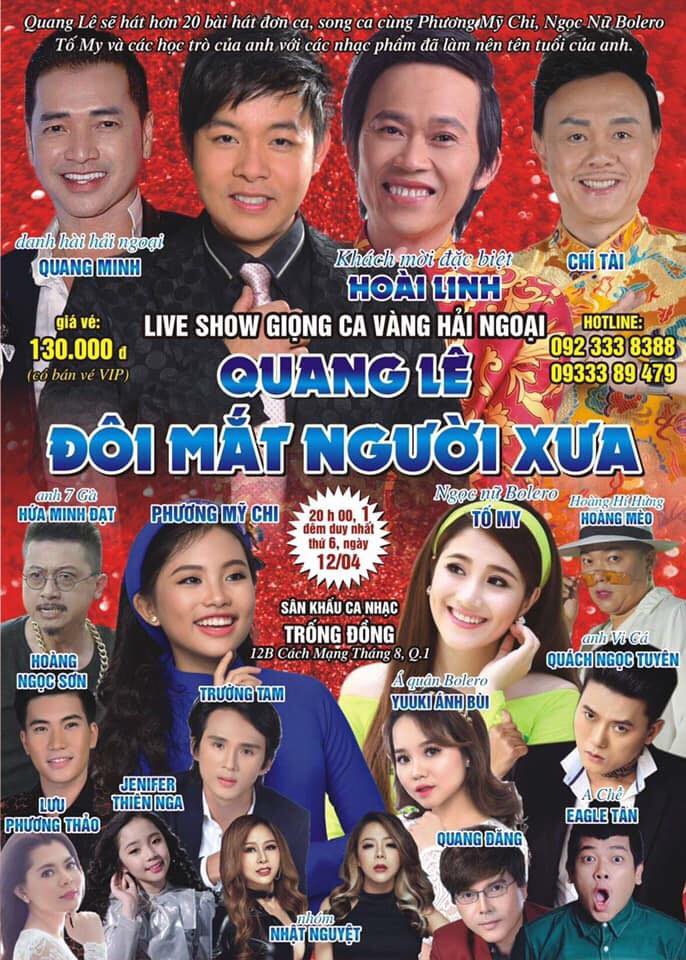 Quang Lê sẽ hát hơn 20 bài hát đơn ca, song ca cùng Phương Mỹ Chi, Ngọc Nữ Bolero
Tố My và các học trò của anh với các nhạc phẩm đã làm nên tên tuổi của anh.
danh hài hải ngoại
QUANG MINH
Khách mời đặc biệt
HOÀI LINH
CHÍ TÀI
giá vé:
130.000 đ
(có bán vé VIP)
LIVE SHOW GIỌNG CA VÀNG HẢI NGOẠI
HOTLINE:
092 333 8388
09333 89 479
QUANG LÊ
ĐÔI MẮT NGƯỜI XƯA
anh 7 Gà
HỨA MINH ĐẠT
PHƯƠNG MỸ CHI
20 h 00, 1
đêm duy nhất
thứ 6, ngày
12/04
Ngọc nữ Bolero
TỐ MY
Hoàng Hí Hửng
HOÀNG MÈO
SÂN KHẤU CA NHẠC
TRỐNG ĐỒNG
12B Cách Mạng Tháng 8, Q.1
HOÀNG
NGỌC SƠN
TRƯỜNG TAM
Á quân Bolero
YUUKI ÁNH BÙI
anh Vi Cá
QUÁCH NGỌC TUYÊN
LƯU
PHƯƠNG THẢO
JENIFER
THIÊN NGA
nhóm
NHẬT NGUYỆT
QUANG ĐĂNG
A Chề
EAGLE TÂN